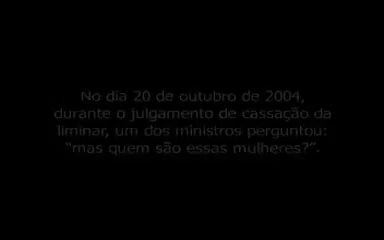 No dia 20 de outubro de 2004,
durante o julgamento de cassação da
liminar, um dos ministros perguntou:
“mas quem são essas mulheres?”.